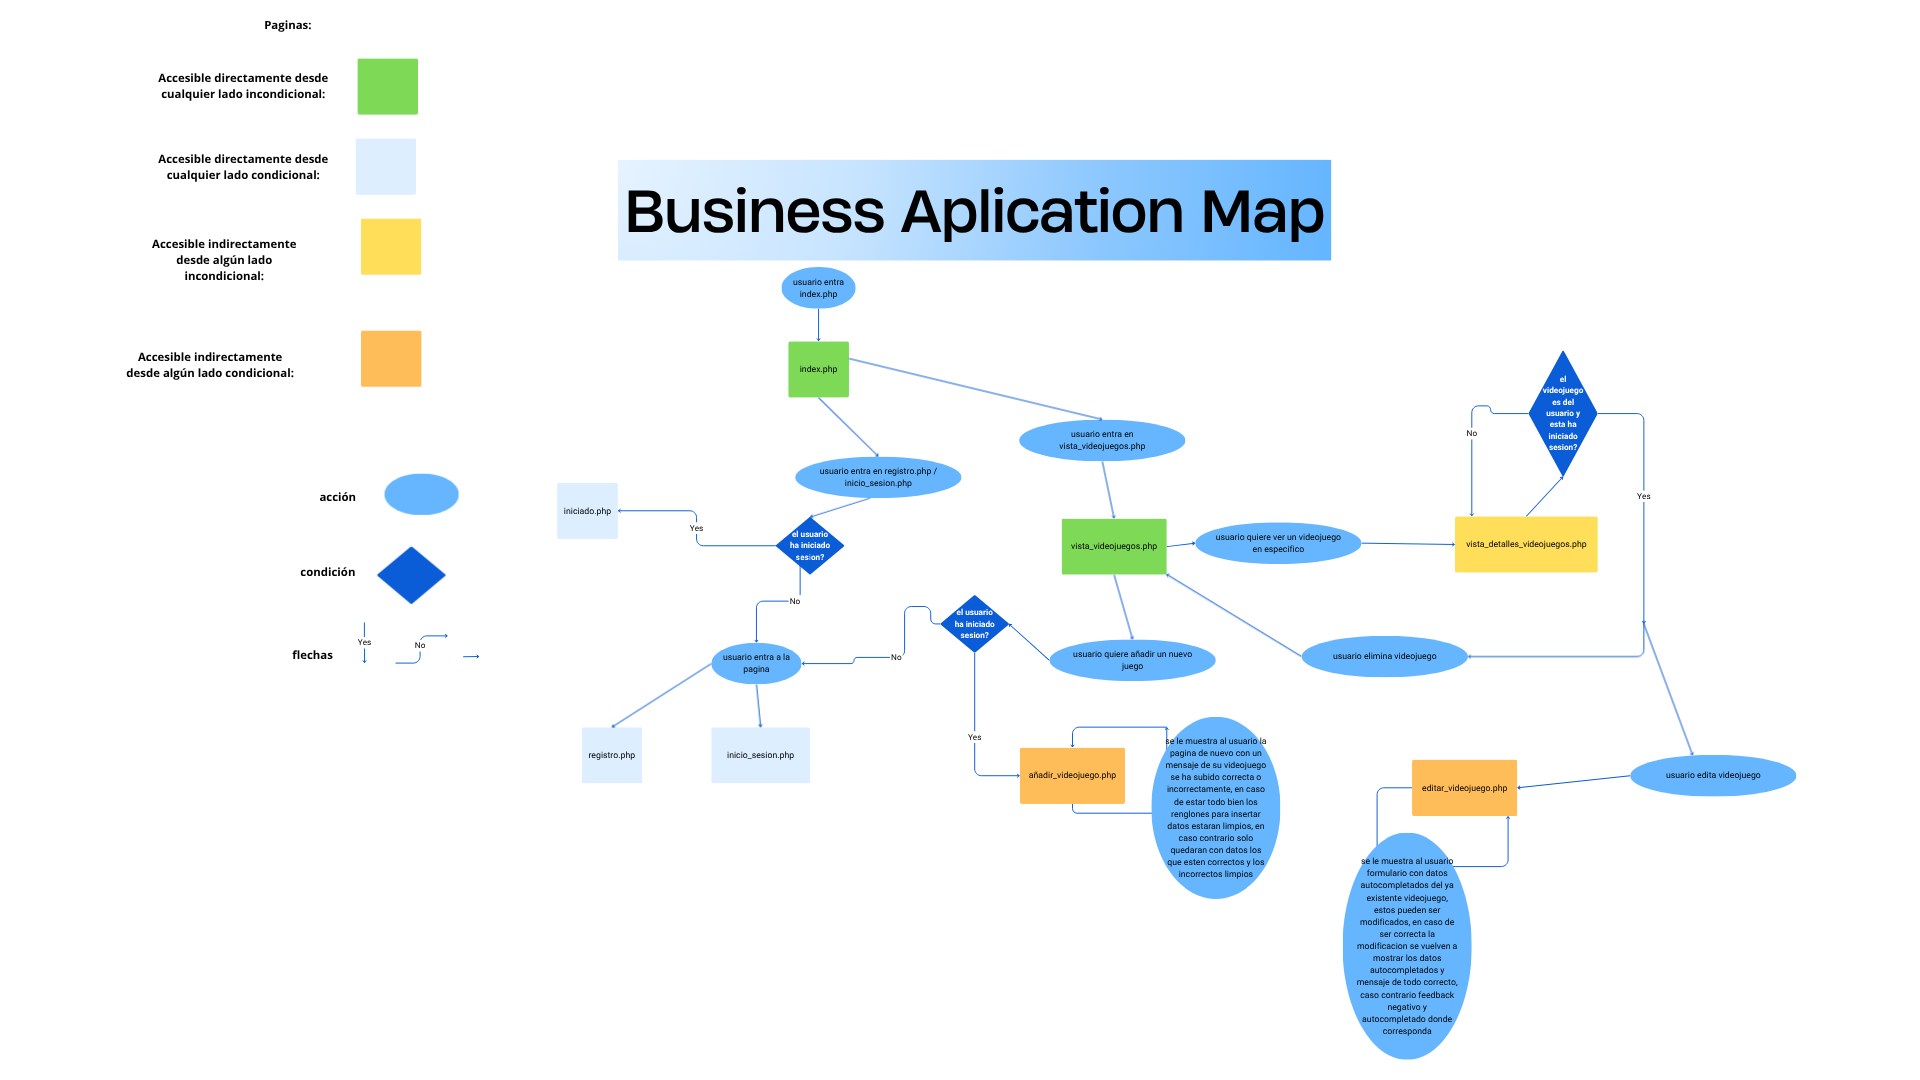 Paginas:
Accesible directamente desde
cualquier lado incondicional:
Accesible directamente desde
cualquier lado condicional:
Accesible indirectamente
desde algún lado
incondicional:
Accesible indirectamente
desde algún lado condicional:
acción
condición
flechas
Yes
No
Business Aplication Map
usuario entra
index.php
index.php
usuario entra en
vista_videojuegos.php
usuario entra en registro.php /
inicio_sesion.php
iniciado.php
Yes
el usuario
ha iniciado
sesion?
No
usuario entra a la
pagina
registro.php
inicio_sesion.php
vista_videojuegos.php
usuario quiere ver un videojuego
en especifico
vista_detalles_videojuegos.php
el
videojuego
es del
usuario y
esta ha
iniciado
sesion?
No
Yes
el usuario
ha iniciado
sesion?
No
Yes
usuario quiere añadir un nuevo
juego
usuario elimina videojuego
añadir_videojuego.php
se le muestra al usuario la
pagina de nuevo con un
mensaje de su videojuego
se ha subido correcta o
incorrectamente, en caso
de estar todo bien los
renglones para insertar
datos estaran limpios, en
caso contrario solo
quedaran con datos los
que esten correctos y los
incorrectos limpios
usuario edita videojuego
editar_videojuego.php
se le muestra al usuario
formulario con datos
autocompletados del ya
existente videojuego,
estos pueden ser
modificados, en caso de
ser correcta la
modificacion se vuelven a
mostrar los datos
autocompletados y
mensaje de todo correcto,
caso contrario feedback
negativo y
autocompletado donde
corresponda